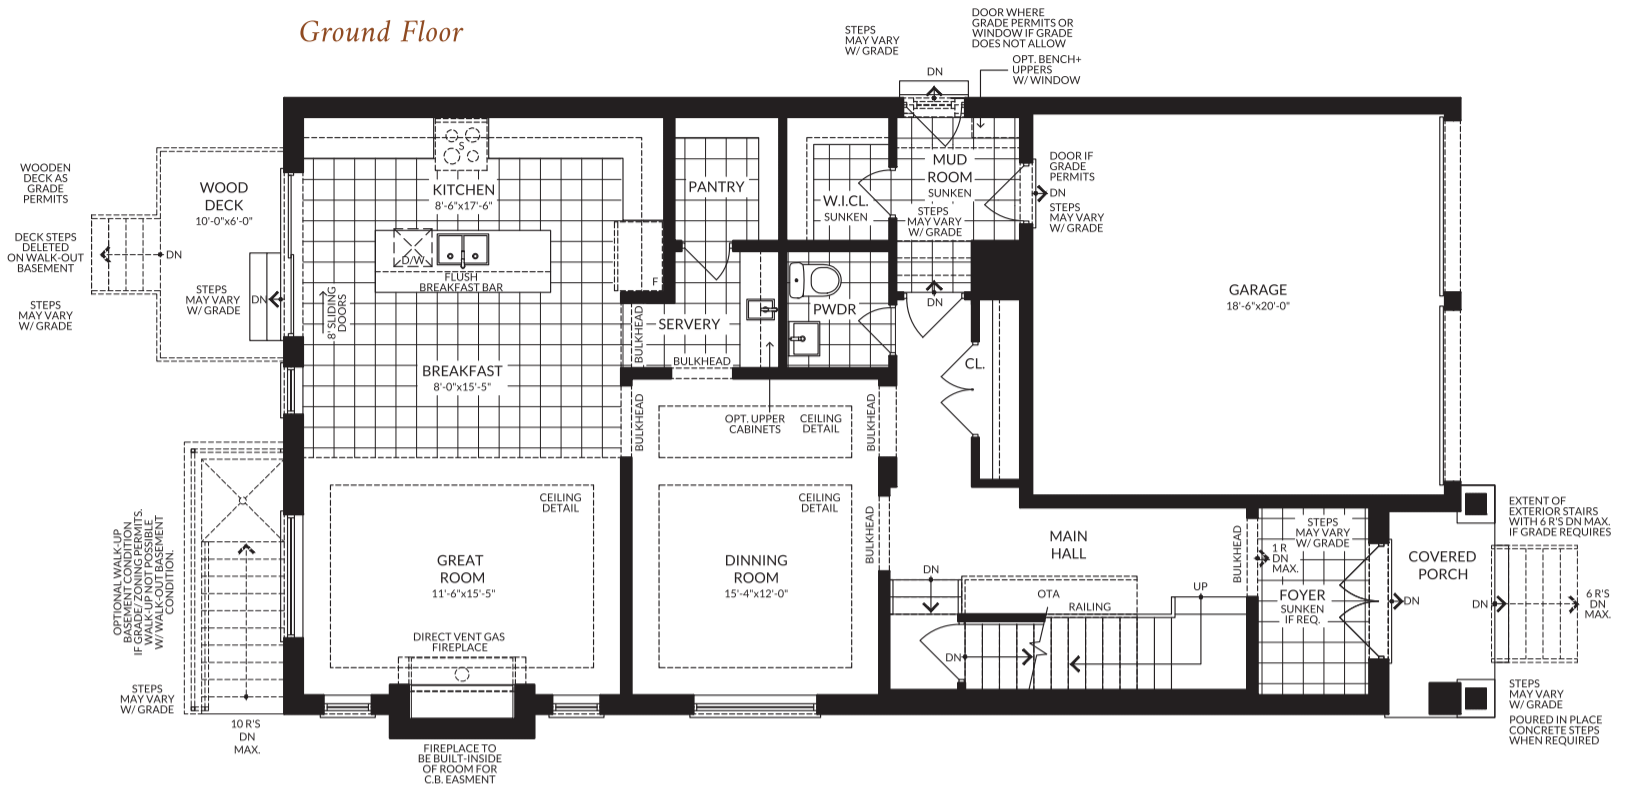 Ground Floor
STEPS
MAY VARY
W/ GRADE
DOOR WHERE
GRADE PERMITS OR
WINDOW IF GRADE
DOES NOT ALLOW
DN
OPT. BENCH+
UPPERS
W/ WINDOW
WOODEN
DECK AS
GRADE
PERMITS
WOOD
DECK
10'-0"x6'-0"
DECK STEPS
DELETED
ON WALK-OUT
BASEMENT
DN
STEPS
MAY VARY
W/ GRADE
STEPS
MAY VARY
W/ GRADE
DN
8' SLIDING
DOORS
S
KITCHEN
8'-6"x17'-6"
D/W
FLUSH
BREAKFAST BAR
F
PANTRY
W.I.CL.
SUNKEN
MUD
ROOM
SUNKEN
STEPS
MAY VARY
W/ GRADE
DOOR IF
GRADE
PERMITS
DN
STEPS
MAY VARY
W/ GRADE
GARAGE
18'-6"x20'-0"
DN
BULKHEAD
SERVERY
BULKHEAD
PWDR
CL.
BREAKFAST
8'-0"x15'-5"
BULKHEAD
OPT. UPPER
CABINETS
CEILING
DETAIL
BULKHEAD
CEILING
DETAIL
GREAT
ROOM
11'-6"x15'-5"
DIRECT VENT GAS
FIREPLACE
CEILING
DETAIL
DINNING
ROOM
15'-4"x12'-0"
BULKHEAD
MAIN
HALL
DN
OTA
RAILING
UP
DN
BULKHEAD
STEPS
MAY VARY
W/ GRADE
1 R
DN
MAX.
FOYER
SUNKEN
IF REQ.
DN
COVERED
PORCH
DN
EXTENT OF
EXTERIOR STAIRS
WITH 6 R'S DN MAX.
IF GRADE REQUIRES
6 R'S
DN
MAX.
STEPS
MAY VARY
W/ GRADE
POURED IN PLACE
CONCRETE STEPS
WHEN REQUIRED
OPTIONAL WALK-UP
BASEMENT CONDITION
IF GRADE/ ZONING PERMITS.
WALK-UP NOT POSSIBLE
W/ WALK-OUT BASEMENT
CONDITION.
STEPS
MAY VARY
W/ GRADE
10 R'S
DN
MAX.
FIREPLACE TO
BE BUILT-INSIDE
OF ROOM FOR
C.B. EASMENT